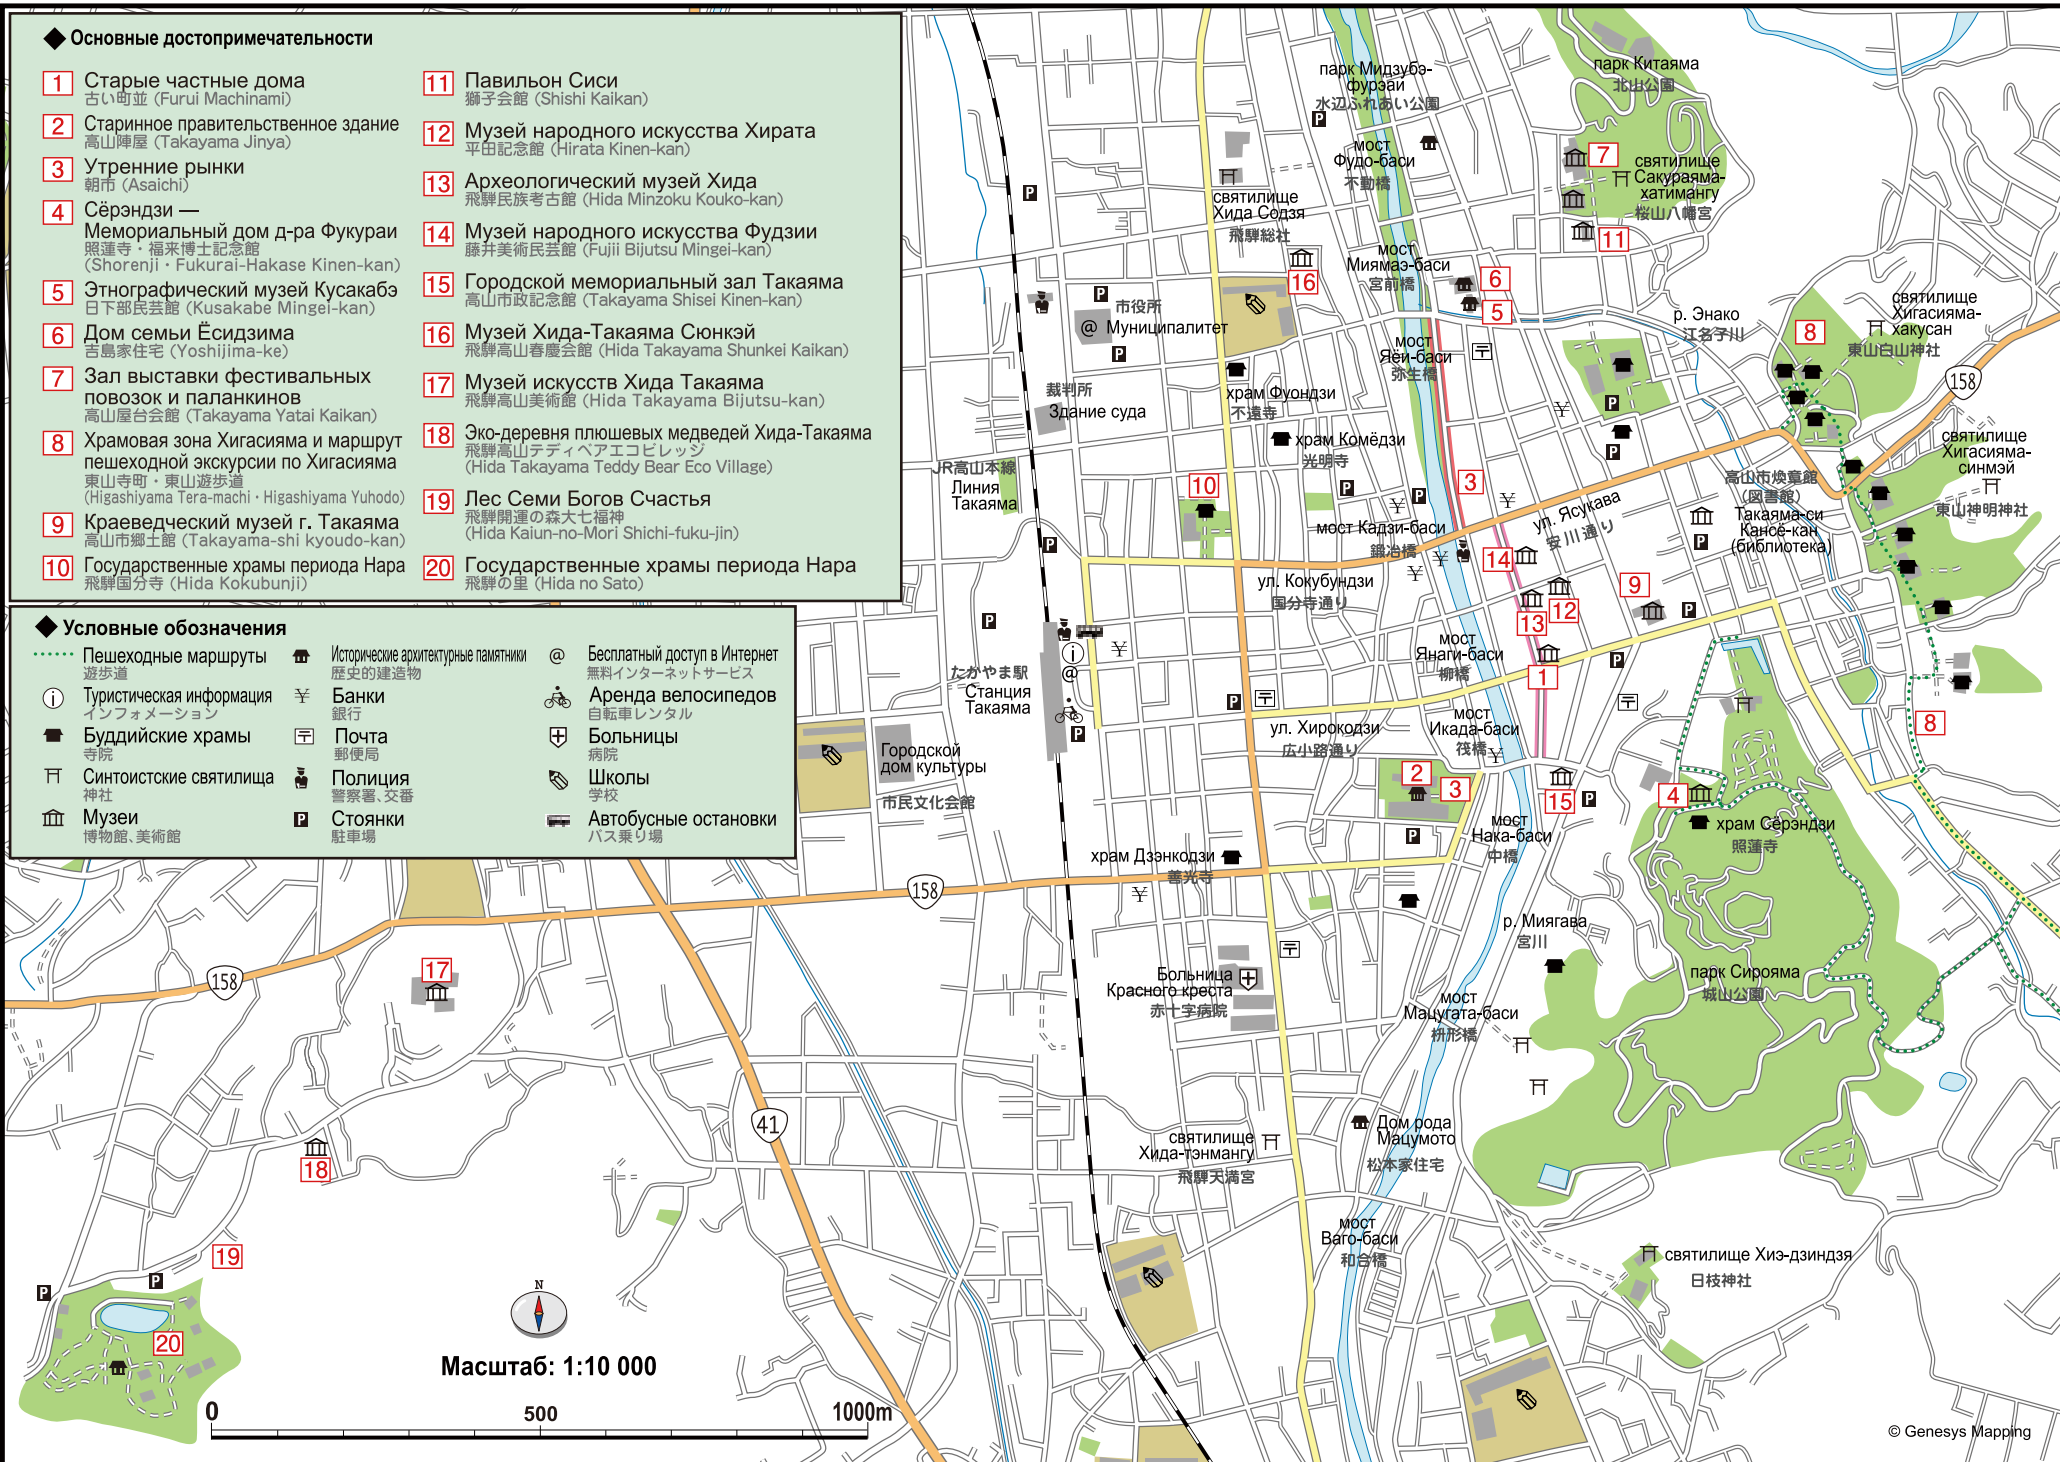 ◆ Основные достопримечательности
1 Старые частные дома
古い町並 (Furui Machinami)
2 Старинное правительственное здание
高山陣屋 (Takayama Jinya)
3 Утренние рынки
朝市 (Asaichi)
4 Сёрэндзи —
Мемориальный дом д-ра Фукураи
照蓮寺・福来博士記念館
(Shorenji・Fukurai-Hakase Kinen-kan)
5 Этнографический музей Кусакабэ
日下部民芸館 (Kusakabe Mingei-kan)
6 Дом семьи Ёсидзима
吉島家住宅 (Yoshijima-ke)
7 Зал выставки фестивальных
повозок и паланкинов
高山屋台会館 (Takayama Yatai Kaikan)
8 Храмовая зона Хигасияма и маршрут
пешеходной экскурсии по Хигасияма
東山寺町・東山遊歩道
(Higashiyama Tera-machi・Higashiyama Yuhodo)
9 Краеведческий музей г. Такаяма
高山市郷土館 (Takayama-shi kyoudo-kan)
10 Государственные храмы периода Нара
飛騨国分寺 (Hida Kokubunji)
11 Павильон Сиси
獅子会館 (Shishi Kaikan)
12 Музей народного искусства Хирата
平田記念館 (Hirata Kinen-kan)
13 Археологический музей Хида
飛騨民族考古館 (Hida Minzoku Kouko-kan)
14 Музей народного искусства Фудзии
藤井美術民芸館 (Fujii Bijutsu Mingei-kan)
15 Городской мемориальный зал Такаяма
高山市政記念館 (Takayama Shisei Kinen-kan)
16 Музей Хида-Такаяма Сюнкэй
飛騨高山春慶会館 (Hida Takayama Shunkei Kaikan)
17 Музей искусств Хида Такаяма
飛騨高山美術館 (Hida Takayama Bijutsu-kan)
18 Эко-деревня плюшевых медведей Хида-Такаяма
飛騨高山テディベアエコビレッジ
(Hida Takayama Teddy Bear Eco Village)
19 Лес Семи Богов Счастья
飛騨開運の森大七福神
(Hida Kaiun-no-Mori Shichi-fuku-jin)
20 Государственные храмы периода Нара
飛騨の里 (Hida no Sato)
◆ Условные обозначения
Пешеходные маршруты
遊歩道
i Туристическая информация
インフォメーション
Буддийские храмы
寺院
Синтоистские святилища
神社
Музеи
博物館、美術館
Исторические архитектурные памятники
歴史的建造物
¥ Банки
銀行
〒 Почта
郵便局
Полиция
警察署、交番
P Стоянки
駐車場
@ Бесплатный доступ в Интернет
無料インターネットサービス
Аренда велосипедов
自転車レンタル
Больницы
病院
Школы
学校
Автобусные остановки
バス乗り場
парк Мидзубэ-
фурэаи
水辺ふれあい公園
парк Китаяма
北山公園
мост
Фудо-баси
不動橋
7
святилище
Сакураяма-
хатимангу
桜山八幡宮
11
святилище
Хида Содзя
飛騨総社
16
мост
Миямаэ-баси
宮前橋
6
5
市役所
@ Муниципалитет
р. Энако
江名子川
8
святилище
Хигасияма-
хакусан
東山白山神社
158
мост
Яёи-баси
弥生橋
裁判所
Здание суда
храм Фуондзи
不遠寺
храм Комёдзи
光明寺
JR高山本線
Линия
Такаяма
10
3
мост Кадзи-баси
鍛冶橋
ул. Ясукава
安川通り
高山市煥章館
(図書館)
Такаяма-си
Кансё-кан
(библиотека)
святилище
Хигасияма-
синмэй
東山神明神社
14
12
13
9
ул. Кокубундзи
国分寺通り
мост
Янаги-баси
柳橋
1
たかやま駅
Станция
Такаяма
i
@
ул. Хирокодзи
広小路通り
мост
Икада-баси
筏橋
8
Городской
дом культуры
市民文化会館
2
3
15
4
храм Сёрэндзи
照蓮寺
мост
Нака-баси
中橋
храм Дзэнкодзи
善光寺
158
158
17
р. Миягава
宮川
парк Сирояма
城山公園
Больница
Красного креста
赤十字病院
мост
Мацугата-баси
枡形橋
41
18
Дом рода
Мацумото
松本家住宅
святилище
Хида-тэнмангу
飛騨天満宮
мост
Ваго-баси
和合橋
святилище Хиэ-дзиндзя
日枝神社
19
20
N
Масштаб: 1:10 000
0 500 1000m
© Genesys Mapping